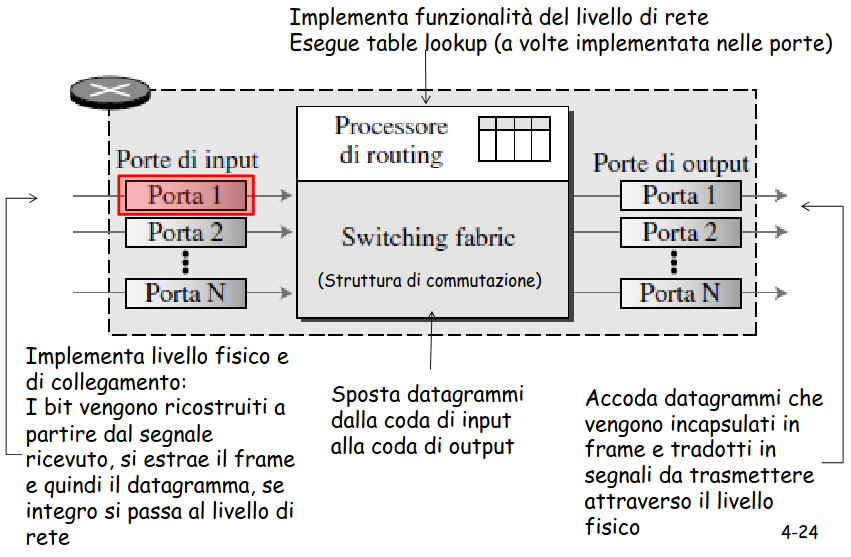 Implementa funzionalità del livello di rete
Esegue table lookup (a volte implementata nelle porte)
Processore
di routing
Porte di input
Porta 1
Porta 2
Porta N
Switching fabric
(Struttura di commutazione)
Porte di output
Porta 1
Porta 2
Porta N
Implementa livello fisico e
di collegamento:
I bit vengono ricostruiti a
partire dal segnale
ricevuto, si estrae il frame
e quindi il datagramma, se
integro si passa al livello di
rete
Sposta datagrammi
dalla coda di input
alla coda di output
Accoda datagrammi che
vengono incapsulati in
frame e tradotti in
segnali da trasmettere
attraverso il livello
fisico
4-24